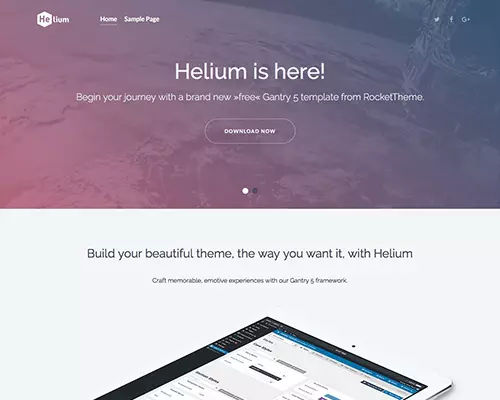 Helium
Home Sample Page
Helium is here!
Begin your journey with a brand new »free« Gantry 5 template from RocketTheme.
DOWNLOAD NOW
Build your beautiful theme, the way you want it, with Helium
Craft memorable, emotive experiences with our Gantry 5 framework.